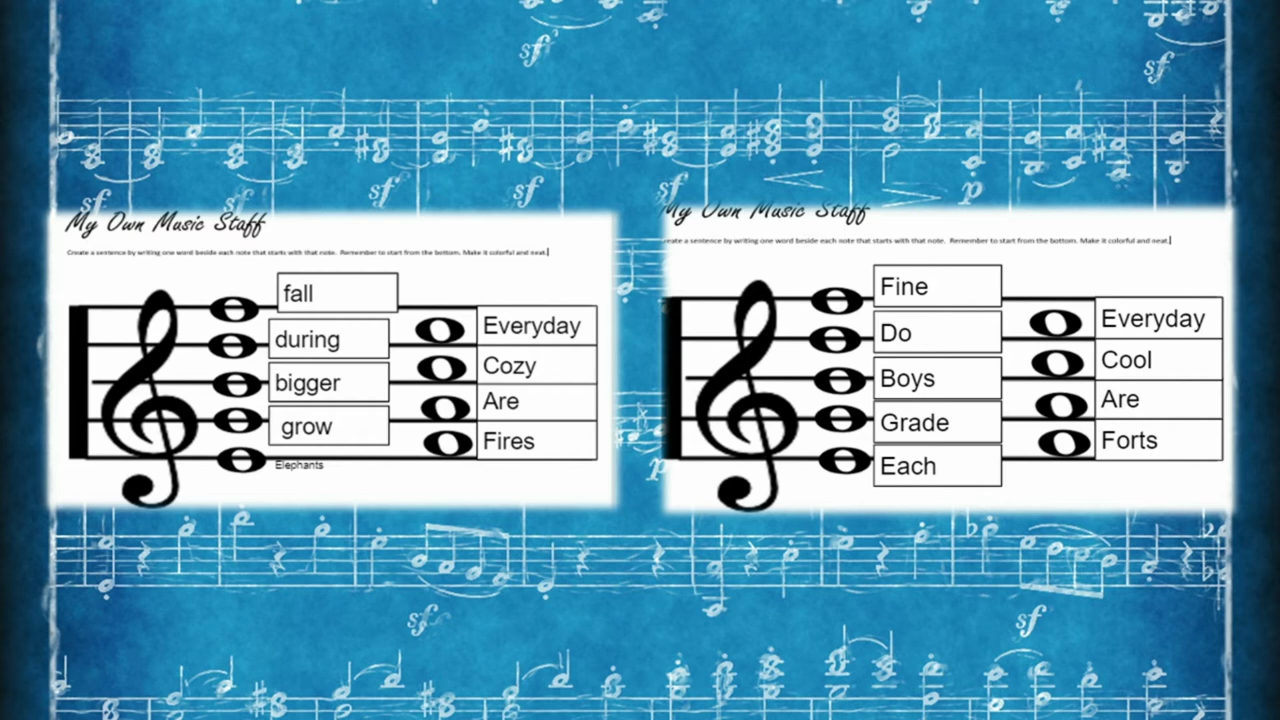 My Own Music Staff
Create a sentence by writing one word beside each note that starts with that note. Remember to start from the bottom. Make it colorful and neat.
fall
during
bigger
grow
Elephants
Everyday
Cozy
Are
Fires
My Own Music Staff
reate a sentence by writing one word beside each note that starts with that note. Remember to start from the bottom. Make it colorful and neat.
Fine
Do
Boys
Grade
Each
Everyday
Cool
Are
Forts
sf
sf
sf
sf
sf
sf
sf
p
p
sf
sf